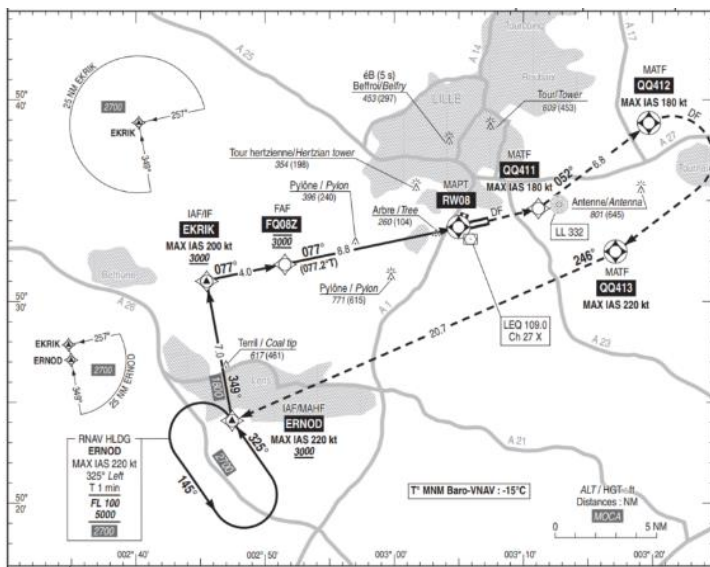 25 NM EKRIK
2700
257°
EKRIK
349°
A 25
A 14
Tourcoing
Roubaix
A 17
MATF
QQ412
MAX IAS 180 kt
éB (5 s)
Beffroi/Belfry
453 (297)
LILLE
Tour/Tower
609 (453)
DF
A 27
Tournai
Tour hertzienne/Hertzian tower
354 (198)
MATF
QQ411
MAX IAS 180 kt
052°
6.8
Pylône / Pylon
396 (240)
MAPT
RW08
DF
Antenne/Antenna
801 (645)
Arbre / Tree
260 (104)
LL 332
IAF/IF
EKRIK
MAX IAS 200 kt
3000
FAF
FQ08Z
3000
077°
4.0
077°
(077.2°T)
8.8
246°
MATF
QQ413
MAX IAS 220 kt
Pylône / Pylon
771 (615)
LEQ 109.0
Ch 27 X
Béthune
A 26
A 1
A 23
20.7
7.0
349°
1800
Terril / Coal tip
617 (461)
Lens
EKRIK
ERNOD
257°
349°
2700
25 NM ERNOD
IAF/MAHF
ERNOD
MAX IAS 220 kt
3000
A 21
325°
145°
2700
RNAV HLDG
ERNOD
MAX IAS 220 kt
325° Left
T 1 min
FL 100
5000
2700
T° MNM Baro-VNAV : -15°C
ALT / HGT : ft
Distances : NM
MOCA
0 5 NM
50°
40'
50°
30'
50°
20'
002° 40
002° 50
003° 00
003° 10
003° 20